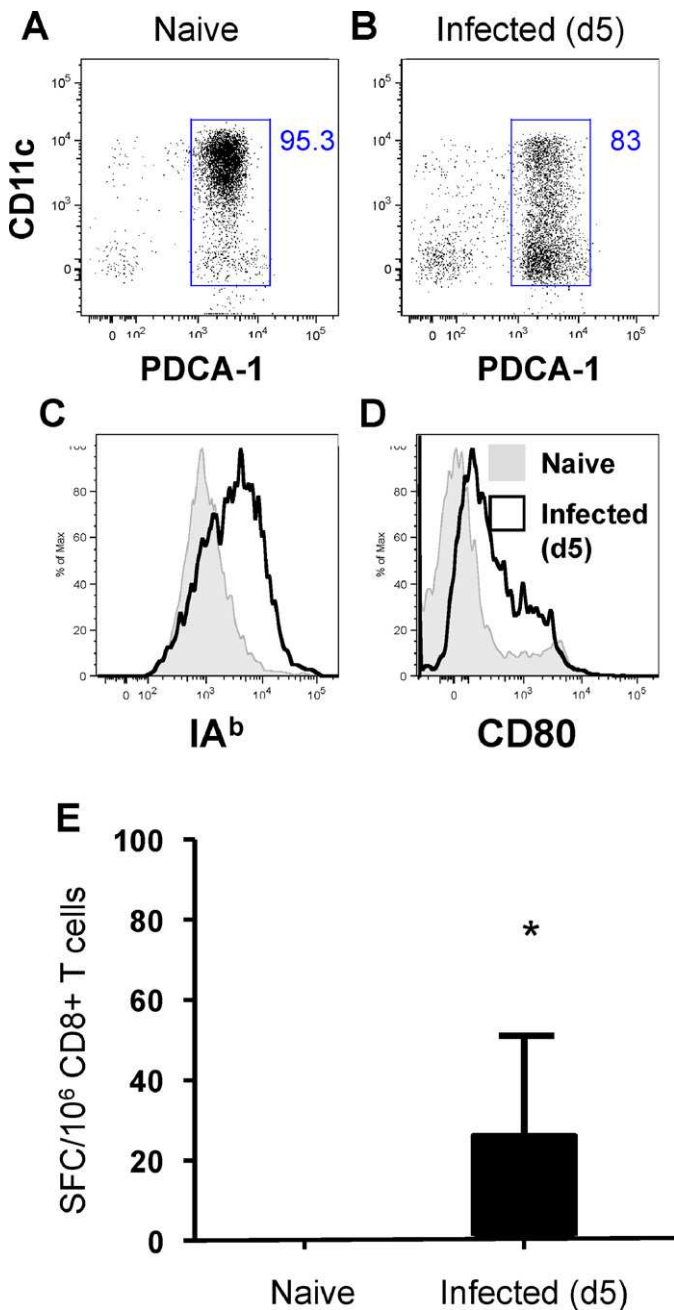 A Naive
B Infected (d5)
10⁵
10⁴
10³
0
CD11c
95.3
0 10² 10³ 10⁴ 10⁵
PDCA-1
10⁵
10⁴
10³
0
83
0 10² 10³ 10⁴ 10⁵
PDCA-1
C
100
80
60
40
20
0
% of Max
0 10² 10³ 10⁴ 10⁵
IAᵇ
D
100
80
60
40
20
0
% of Max
Naive
Infected
(d5)
0 10³ 10⁴ 10⁵
CD80
E
100
80
60
40
20
0
SFC/10⁶ CD8+ T cells
*
Naive Infected (d5)